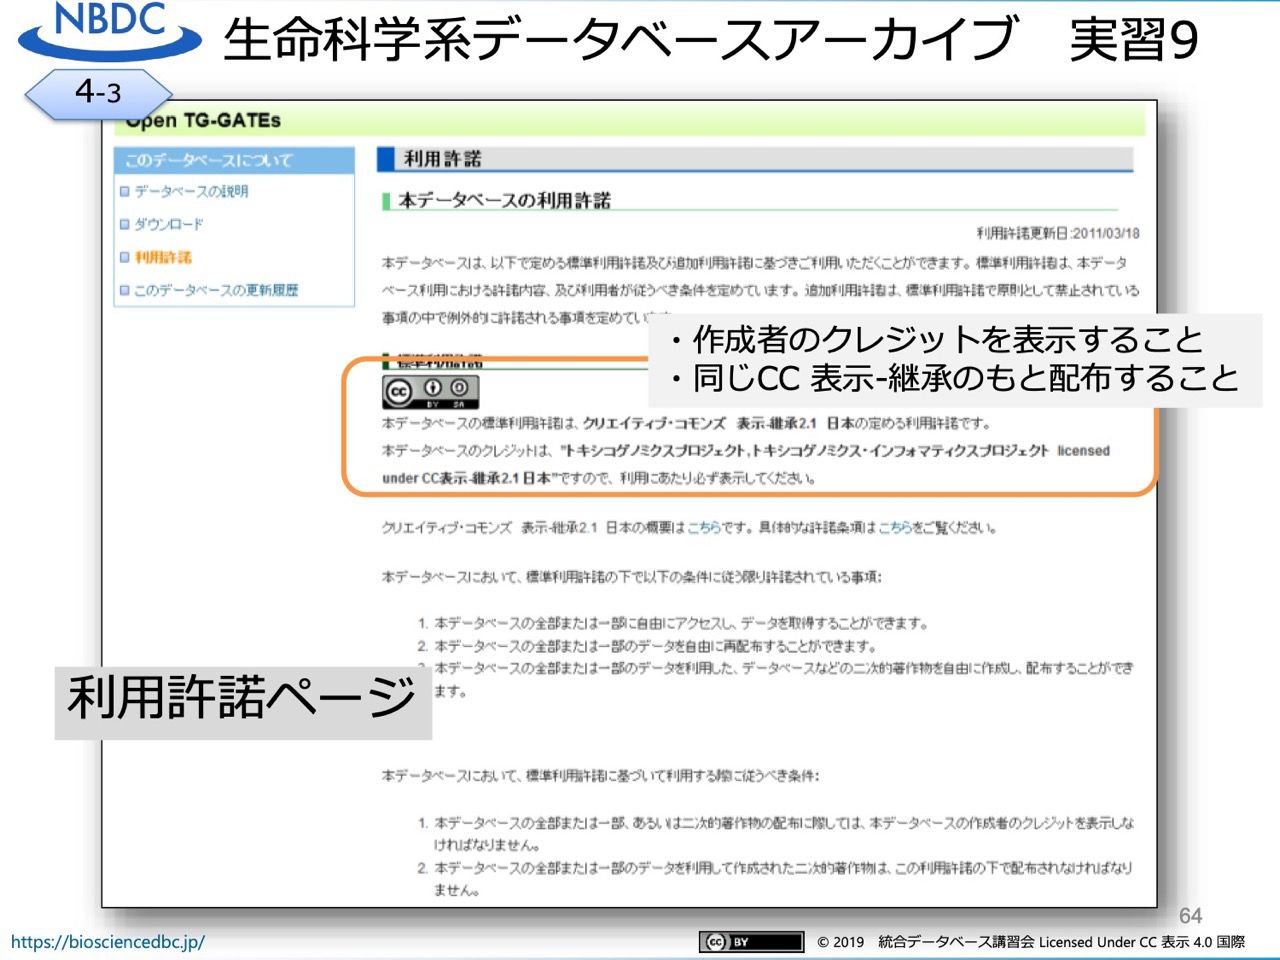 NBDC
生命科学系データベースアーカイブ　実習9
4-3
Open TG-GATEs
このデータベースについて
データベースの説明
ダウンロード
利用許諾
このデータベースの更新履歴
利用許諾
本データベースの利用許諾
利用許諾更新日:2011/03/18
本データベースは、以下で定める標準利用許諾及び追加利用許諾に基づきご利用いただくことができます。標準利用許諾は、本データ
ベース利用における許諾内容、及び利用者が従うべき条件を定めています。追加利用許諾は、標準利用許諾で原則として禁止されている
事項の中で例外的に許諾される事項を定めてい
・作成者のクレジットを表示すること
・同じCC 表示-継承のもと配布すること
標準利用許諾
cc BY SA
本データベースの標準利用許諾は、クリエイティブ・コモンズ 表示-継承2.1 日本の定める利用許諾です。
本データベースのクレジットは、"トキシコゲノミクスプロジェクト,トキシコゲノミクス・インフォマティクスプロジェクト licensed
under CC表示-継承2.1 日本"ですので、利用にあたり必ず表示してください。
クリエイティブ・コモンズ 表示-継承2.1 日本の概要はこちらです。具体的な許諾条項はこちらをご覧ください。
本データベースにおいて、標準利用許諾の下で以下の条件に従う限り許諾されている事項:
1. 本データベースの全部または一部に自由にアクセスし、データを取得することができます。
2. 本データベースの全部または一部のデータを自由に再配布することができます。
3. 本データベースの全部または一部のデータを利用した、データベースなどの二次的著作物を自由に作成し、配布することができ
ます。
利用許諾ページ
本データベースにおいて、標準利用許諾に基づいて利用する際に従うべき条件:
1. 本データベースの全部または一部、あるいは二次的著作物の配布に際しては、本データベースの作成者のクレジットを表示しな
ければなりません。
2. 本データベースの全部または一部のデータを利用して作成された二次的著作物は、この利用許諾の下で配布されなければなり
ません。
64
https://biosciencedbc.jp/
cc BY
© 2019　統合データベース講習会 Licensed Under CC 表示 4.0 国際